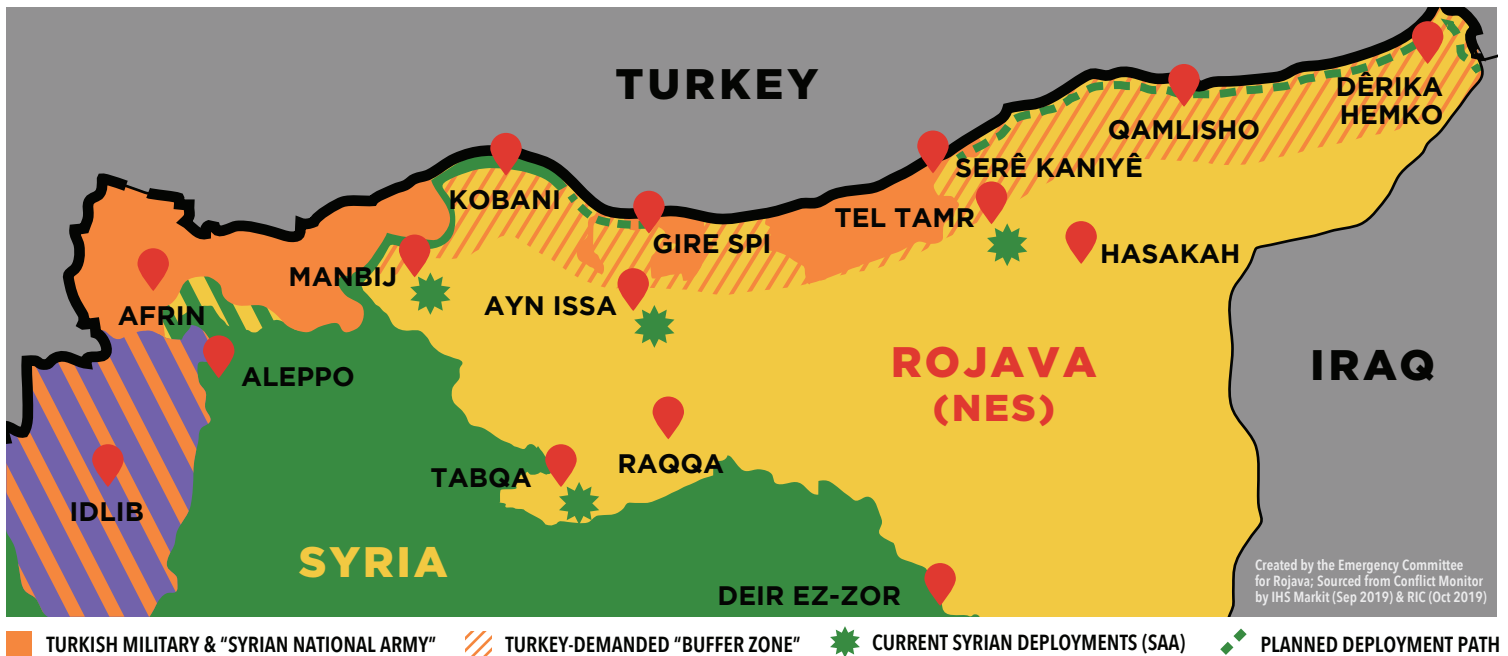 TURKEY
DÊRIKA
HEMKO
QAMLISHO
SERÊ KANIYÊ
KOBANI
TEL TAMR
GIRE SPI
HASAKAH
MANBIJ
AYN ISSA
AFRIN
ROJAVA
(NES)
IRAQ
ALEPPO
RAQQA
TABQA
IDLIB
SYRIA
DEIR EZ-ZOR
Created by the Emergency Committee
for Rojava; Sourced from Conflict Monitor
by IHS Markit (Sep 2019) & RIC (Oct 2019)
TURKISH MILITARY & “SYRIAN NATIONAL ARMY”
TURKEY-DEMANDED “BUFFER ZONE”
CURRENT SYRIAN DEPLOYMENTS (SAA)
PLANNED DEPLOYMENT PATH